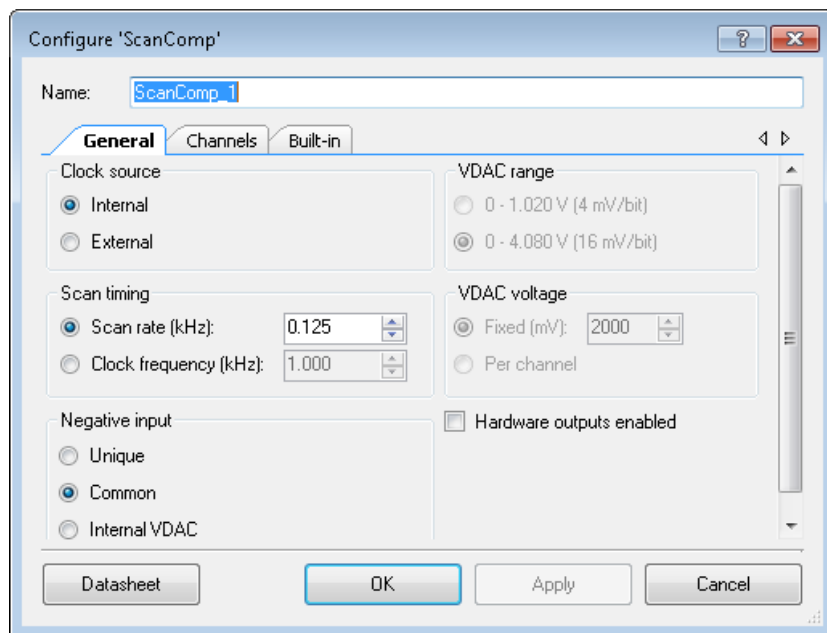 Configure 'ScanComp'
Name: ScanComp_1
General Channels Built-in
Clock source
Internal
External
VDAC range
0 - 1.020 V (4 mV/bit)
0 - 4.080 V (16 mV/bit)
Scan timing
Scan rate (kHz): 0.125
Clock frequency (kHz): 1.000
VDAC voltage
Fixed (mV): 2000
Per channel
Negative input
Unique
Common
Internal VDAC
Hardware outputs enabled
Datasheet OK Apply Cancel